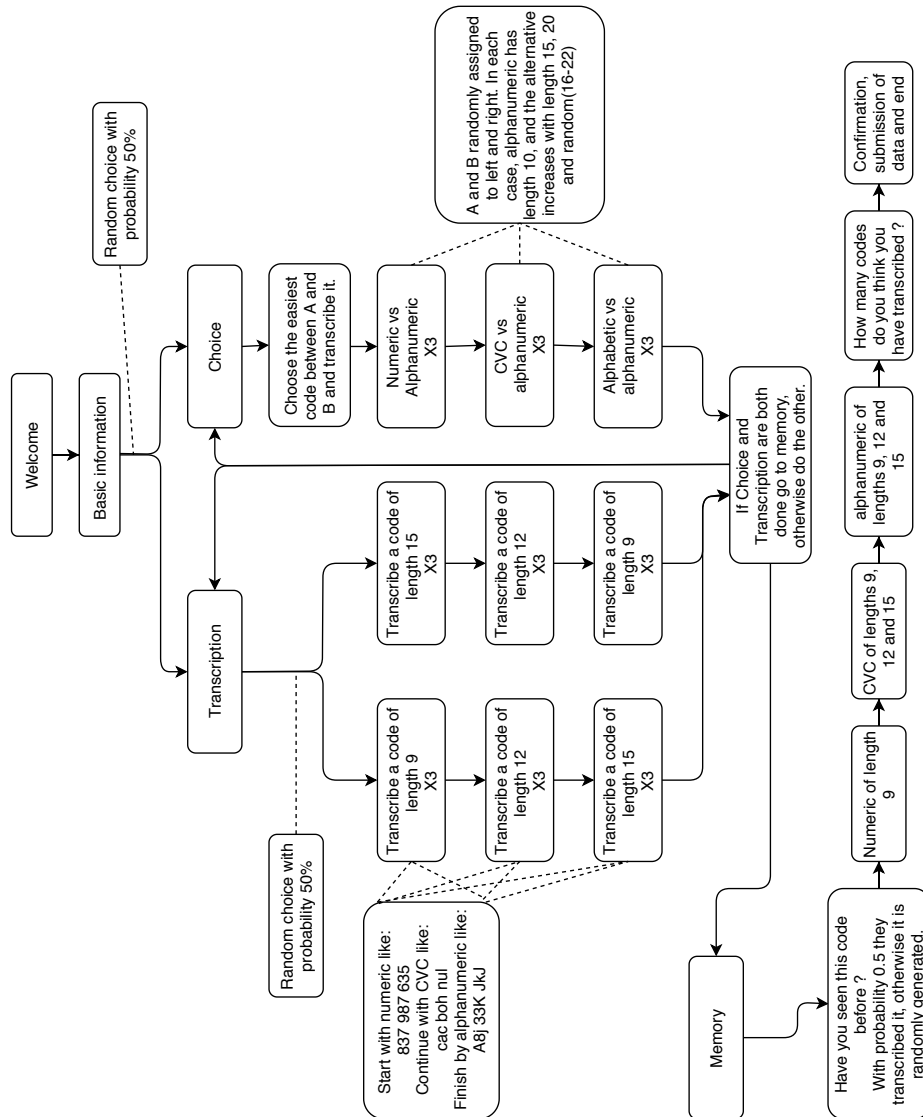 Welcome
Basic information
Random choice with
probability 50%
Transcription
Choice
Random choice with
probability 50%
Choose the easiest
code between A and
B and transcribe it.
Start with numeric like:
837 987 635
Continue with CVC like:
cac boh nul
Finish by alphanumeric like:
A8j 33K JkJ
Transcribe a code of
length 9
X3
Transcribe a code of
length 12
X3
Transcribe a code of
length 15
X3
Transcribe a code of
length 15
X3
Transcribe a code of
length 12
X3
Transcribe a code of
length 9
X3
Numeric vs
Alphanumeric
X3
CVC vs
alphanumeric
X3
Alphabetic vs
alphanumeric
X3
A and B randomly assigned
to left and right. In each
case, alphanumeric has
length 10, and the alternative
increases with length 15, 20
and random(16-22)
If Choice and
Transcription are both
done go to memory,
otherwise do the other.
Memory
Have you seen this code
before ?
With probability 0.5 they
transcribed it, otherwise it is
randomly generated.
Numeric of length
9
CVC of lengths 9,
12 and 15
alphanumeric of
lengths 9, 12 and
15
How many codes
do you think you
have transcribed ?
Confirmation,
submission of
data and end